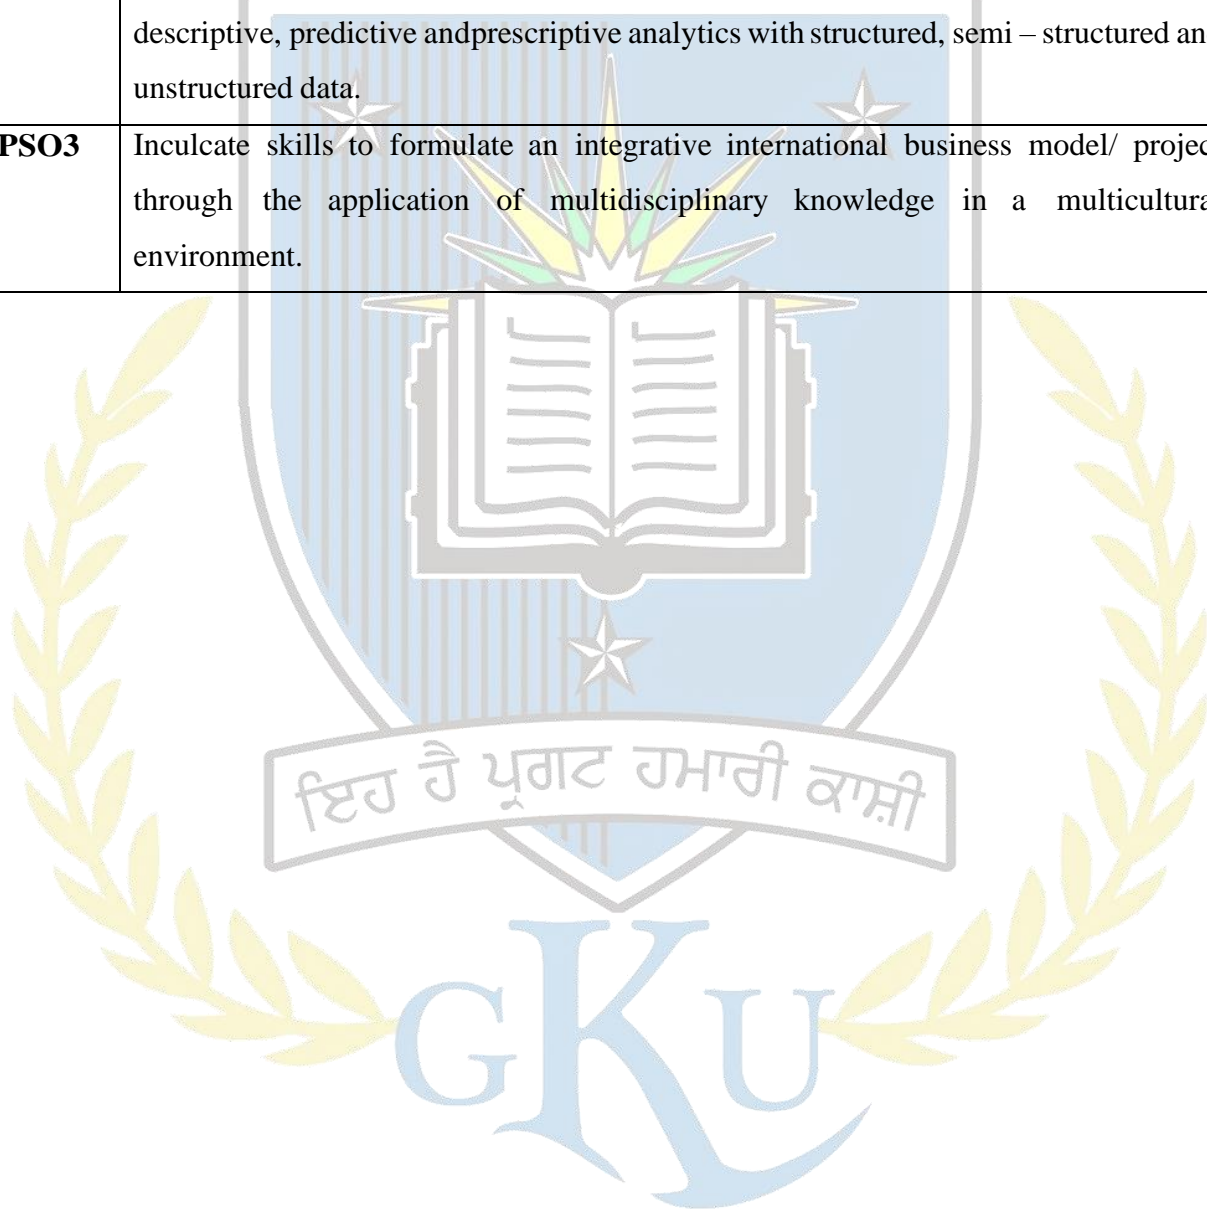 descriptive, predictive andprescriptive analytics with structured, semi – structured an
unstructured data.
PSO3 Inculcate skills to formulate an integrative international business model/ projec
through the application of multidisciplinary knowledge in a multicultura
environment.
ਇਹ ਹੈ ਪ੍ਰਗਟ ਹਮਾਰੀ ਕਾਸ਼ੀ
GKU